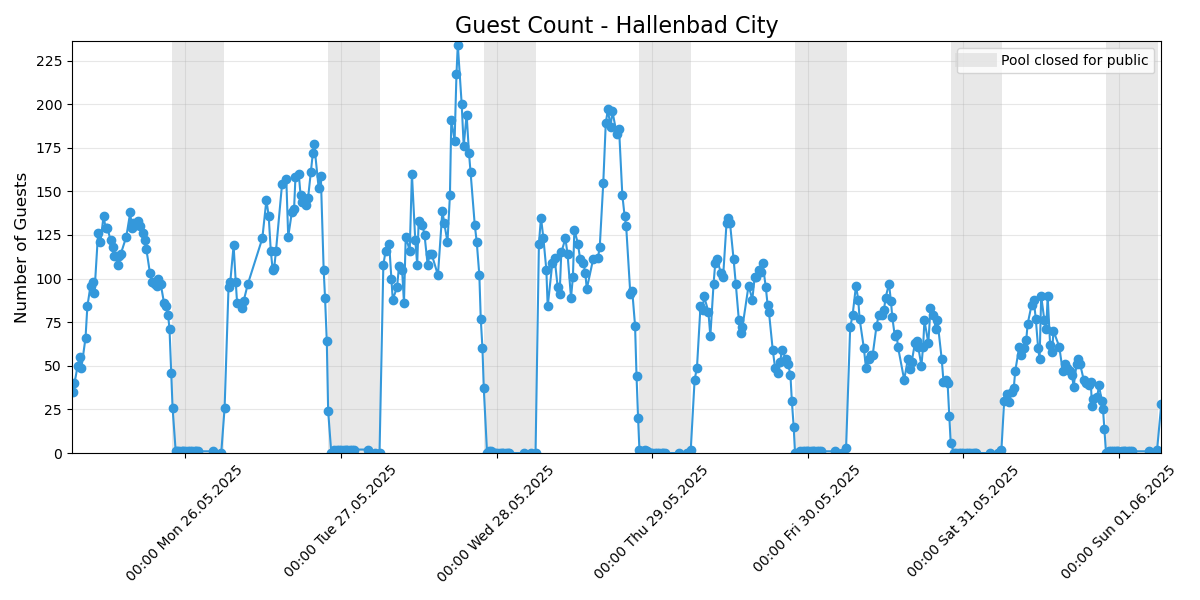 Guest Count - Hallenbad City
Pool closed for public
Number of Guests
225
200
175
150
125
100
75
50
25
0
00:00 Mon 26.05.2025
00:00 Tue 27.05.2025
00:00 Wed 28.05.2025
00:00 Thu 29.05.2025
00:00 Fri 30.05.2025
00:00 Sat 31.05.2025
00:00 Sun 01.06.2025